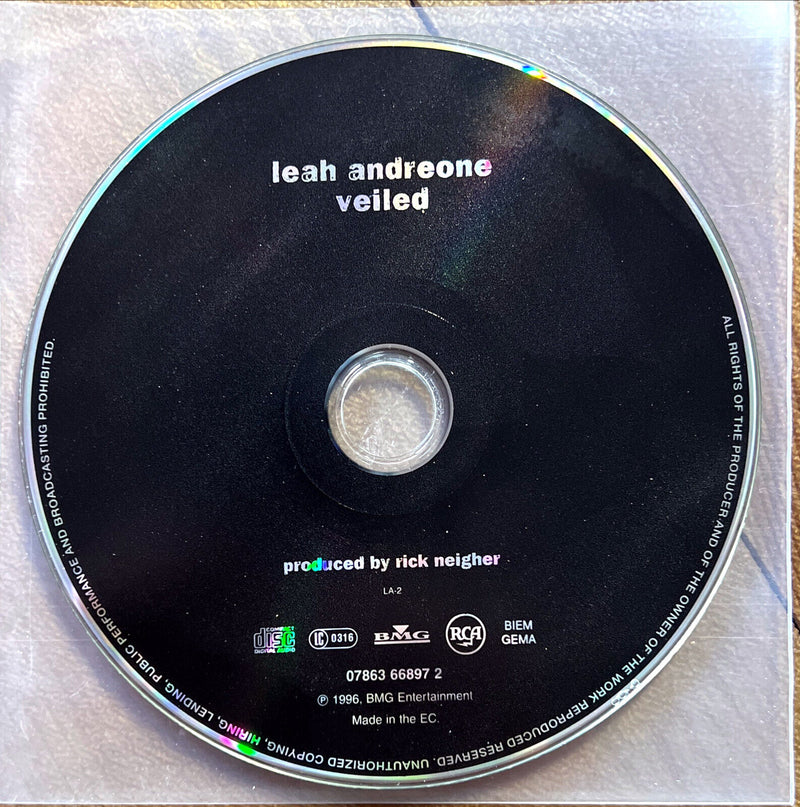 leah andreone
veiled
produced by rick neigher
LA-2
COMPACT
disc
DIGITAL AUDIO
LC 0316
BMG
RCA
BIEM
GEMA
07863 66897 2
℗ 1996, BMG Entertainment
Made in the EC.
ALL RIGHTS OF THE PRODUCER AND OF THE OWNER OF THE WORK REPRODUCED RESERVED. UNAUTHORIZED COPYING, HIRING, LENDING, PUBLIC PERFORMANCE AND BROADCASTING PROHIBITED.